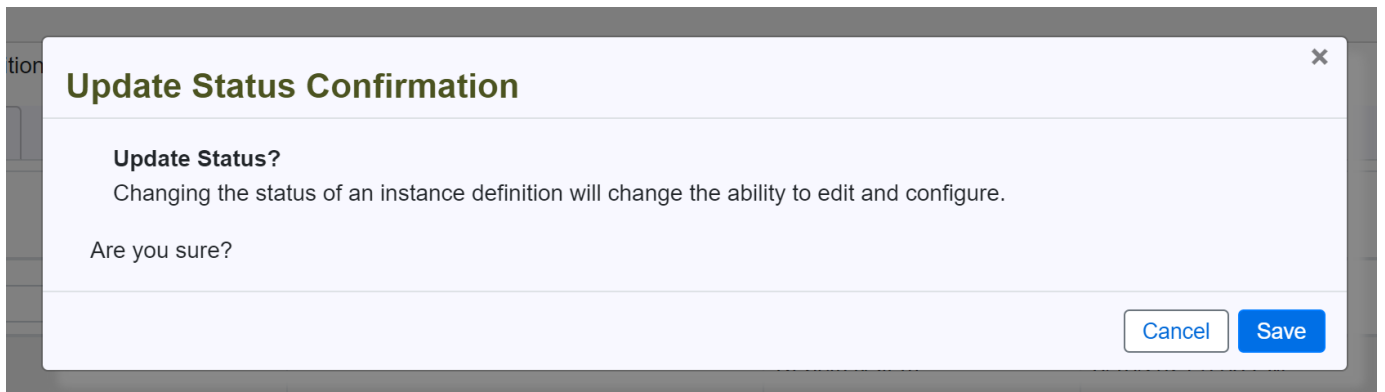 tion
×
Update Status Confirmation
Update Status?
Changing the status of an instance definition will change the ability to edit and configure.
Are you sure?
Cancel
Save